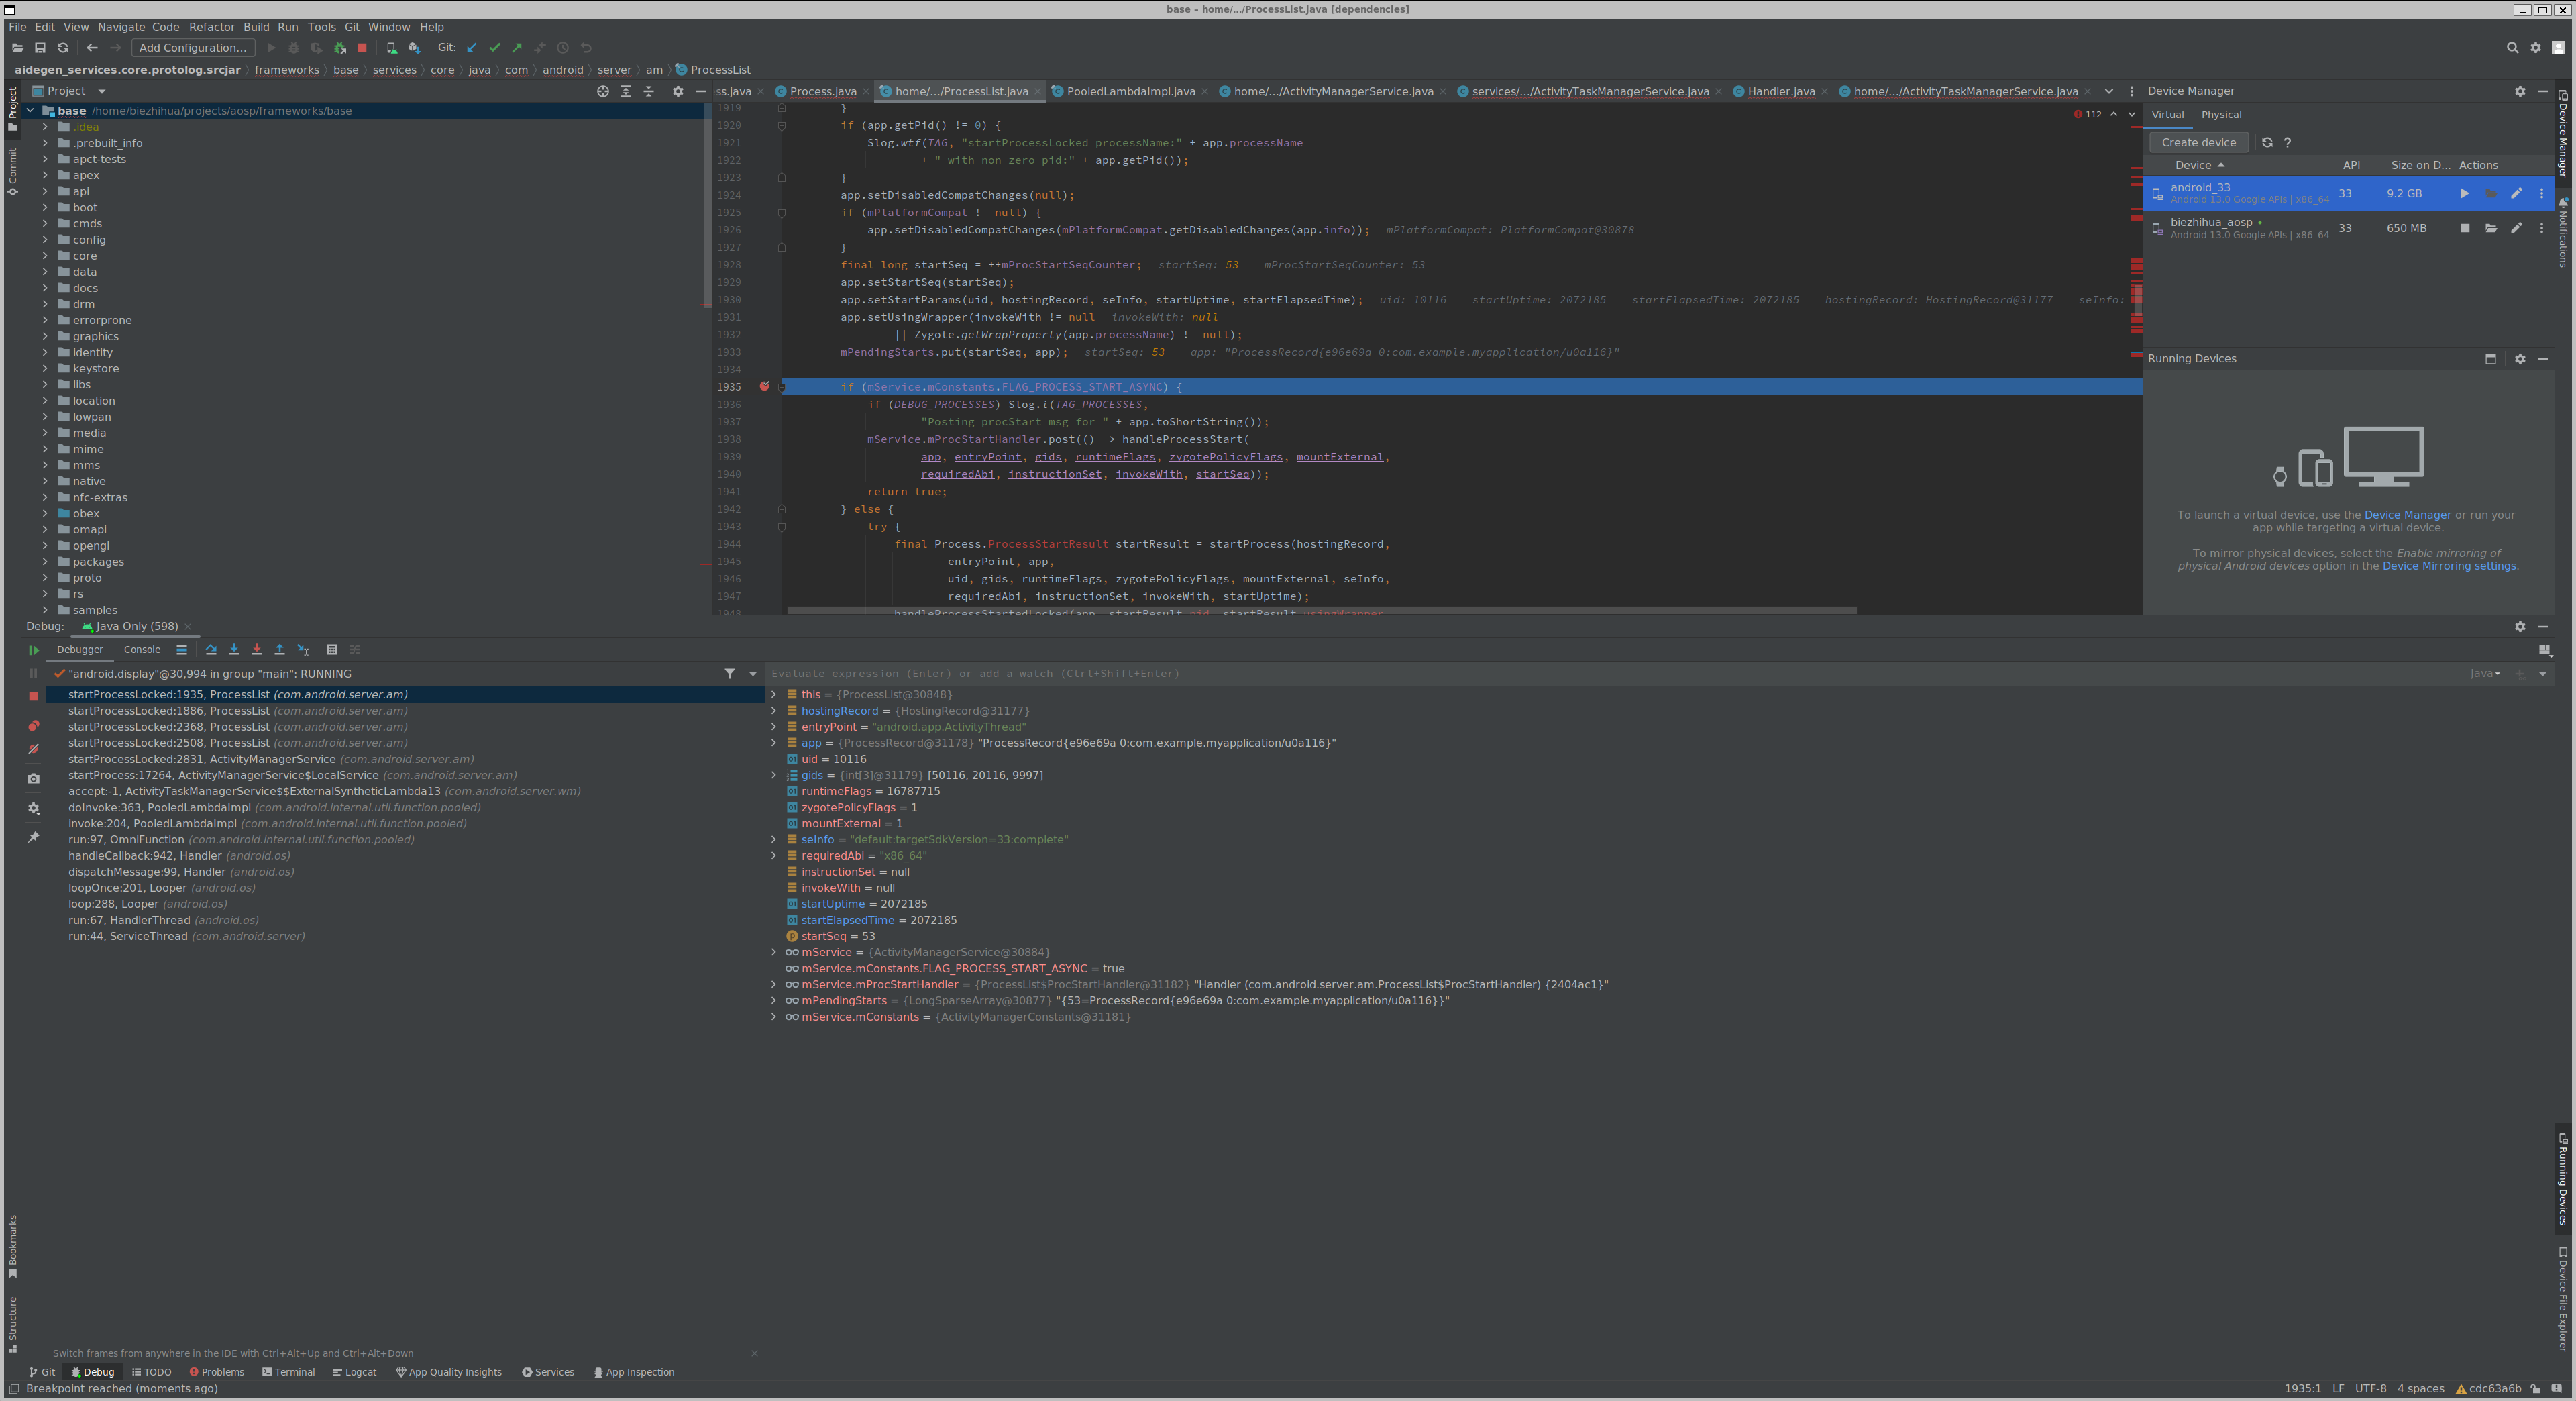 base – home/.../ProcessList.java [dependencies]
File Edit View Navigate Code Refactor Build Run Tools Git Window Help
Add Configuration... Git:
aidegen_services.core.protolog.srcjar frameworks base services core java com android server am ProcessList
Project
ss.java Process.java home/.../ProcessList.java PooledLambdaImpl.java home/.../ActivityManagerService.java services/.../ActivityTaskManagerService.java Handler.java home/.../ActivityTaskManagerService.java
base /home/biezhihua/projects/aosp/frameworks/base
.idea
.prebuilt_info
apct-tests
apex
api
boot
cmds
config
core
data
docs
drm
errorprone
graphics
identity
keystore
libs
location
lowpan
media
mime
mms
native
nfc-extras
obex
omapi
opengl
packages
proto
rs
samples
112
1919 }
1920 if (app.getPid() != 0) {
1921 Slog.wtf(TAG, "startProcessLocked processName:" + app.processName
1922 + " with non-zero pid:" + app.getPid());
1923 }
1924 app.setDisabledCompatChanges(null);
1925 if (mPlatformCompat != null) {
1926 app.setDisabledCompatChanges(mPlatformCompat.getDisabledChanges(app.info)); mPlatformCompat: PlatformCompat@30878
1927 }
1928 final long startSeq = ++mProcStartSeqCounter; startSeq: 53 mProcStartSeqCounter: 53
1929 app.setStartSeq(startSeq);
1930 app.setStartParams(uid, hostingRecord, seInfo, startUptime, startElapsedTime); uid: 10116 startUptime: 2072185 startElapsedTime: 2072185 hostingRecord: HostingRecord@31177 seInfo:
1931 app.setUsingWrapper(invokeWith != null invokeWith: null
1932 || Zygote.getWrapProperty(app.processName) != null);
1933 mPendingStarts.put(startSeq, app); startSeq: 53 app: "ProcessRecord{e96e69a 0:com.example.myapplication/u0a116}"
1934
1935 if (mService.mConstants.FLAG_PROCESS_START_ASYNC) {
1936 if (DEBUG_PROCESSES) Slog.i(TAG_PROCESSES,
1937 "Posting procStart msg for " + app.toShortString());
1938 mService.mProcStartHandler.post(() -> handleProcessStart(
1939 app, entryPoint, gids, runtimeFlags, zygotePolicyFlags, mountExternal,
1940 requiredAbi, instructionSet, invokeWith, startSeq));
1941 return true;
1942 } else {
1943 try {
1944 final Process.ProcessStartResult startResult = startProcess(hostingRecord,
1945 entryPoint, app,
1946 uid, gids, runtimeFlags, zygotePolicyFlags, mountExternal, seInfo,
1947 requiredAbi, instructionSet, invokeWith, startUptime);
1948 handleProcessStartedLocked(app, startResult.pid, startResult.usingWrapper,
Device Manager
Virtual Physical
Create device ?
Device API Size on D... Actions
android_33 33 9.2 GB
Android 13.0 Google APIs | x86_64
biezhihua_aosp 33 650 MB
Android 13.0 Google APIs | x86_64
Running Devices
To launch a virtual device, use the Device Manager or run your
app while targeting a virtual device.
To mirror physical devices, select the Enable mirroring of
physical Android devices option in the Device Mirroring settings.
Debug: Java Only (598)
Debugger Console
"android.display"@30,994 in group "main": RUNNING
startProcessLocked:1935, ProcessList (com.android.server.am)
startProcessLocked:1886, ProcessList (com.android.server.am)
startProcessLocked:2368, ProcessList (com.android.server.am)
startProcessLocked:2508, ProcessList (com.android.server.am)
startProcessLocked:2831, ActivityManagerService (com.android.server.am)
startProcess:17264, ActivityManagerService$LocalService (com.android.server.am)
accept:-1, ActivityTaskManagerService$$ExternalSyntheticLambda13 (com.android.server.wm)
doInvoke:363, PooledLambdaImpl (com.android.internal.util.function.pooled)
invoke:204, PooledLambdaImpl (com.android.internal.util.function.pooled)
run:97, OmniFunction (com.android.internal.util.function.pooled)
handleCallback:942, Handler (android.os)
dispatchMessage:99, Handler (android.os)
loopOnce:201, Looper (android.os)
loop:288, Looper (android.os)
run:67, HandlerThread (android.os)
run:44, ServiceThread (com.android.server)
Switch frames from anywhere in the IDE with Ctrl+Alt+Up and Ctrl+Alt+Down
Evaluate expression (Enter) or add a watch (Ctrl+Shift+Enter) Java
this = {ProcessList@30848}
hostingRecord = {HostingRecord@31177}
entryPoint = "android.app.ActivityThread"
app = {ProcessRecord@31178} "ProcessRecord{e96e69a 0:com.example.myapplication/u0a116}"
uid = 10116
gids = {int[3]@31179} [50116, 20116, 9997]
runtimeFlags = 16787715
zygotePolicyFlags = 1
mountExternal = 1
seInfo = "default:targetSdkVersion=33:complete"
requiredAbi = "x86_64"
instructionSet = null
invokeWith = null
startUptime = 2072185
startElapsedTime = 2072185
startSeq = 53
mService = {ActivityManagerService@30884}
mService.mConstants.FLAG_PROCESS_START_ASYNC = true
mService.mProcStartHandler = {ProcessList$ProcStartHandler@31182} "Handler (com.android.server.am.ProcessList$ProcStartHandler) {2404ac1}"
mPendingStarts = {LongSparseArray@30877} "{53=ProcessRecord{e96e69a 0:com.example.myapplication/u0a116}}"
mService.mConstants = {ActivityManagerConstants@31181}
Project
Commit
Bookmarks
Structure
Device Manager
Notifications
Running Devices
Device File Explorer
Git Debug TODO Problems Terminal Logcat App Quality Insights Services App Inspection
Breakpoint reached (moments ago) 1935:1 LF UTF-8 4 spaces cdc63a6b